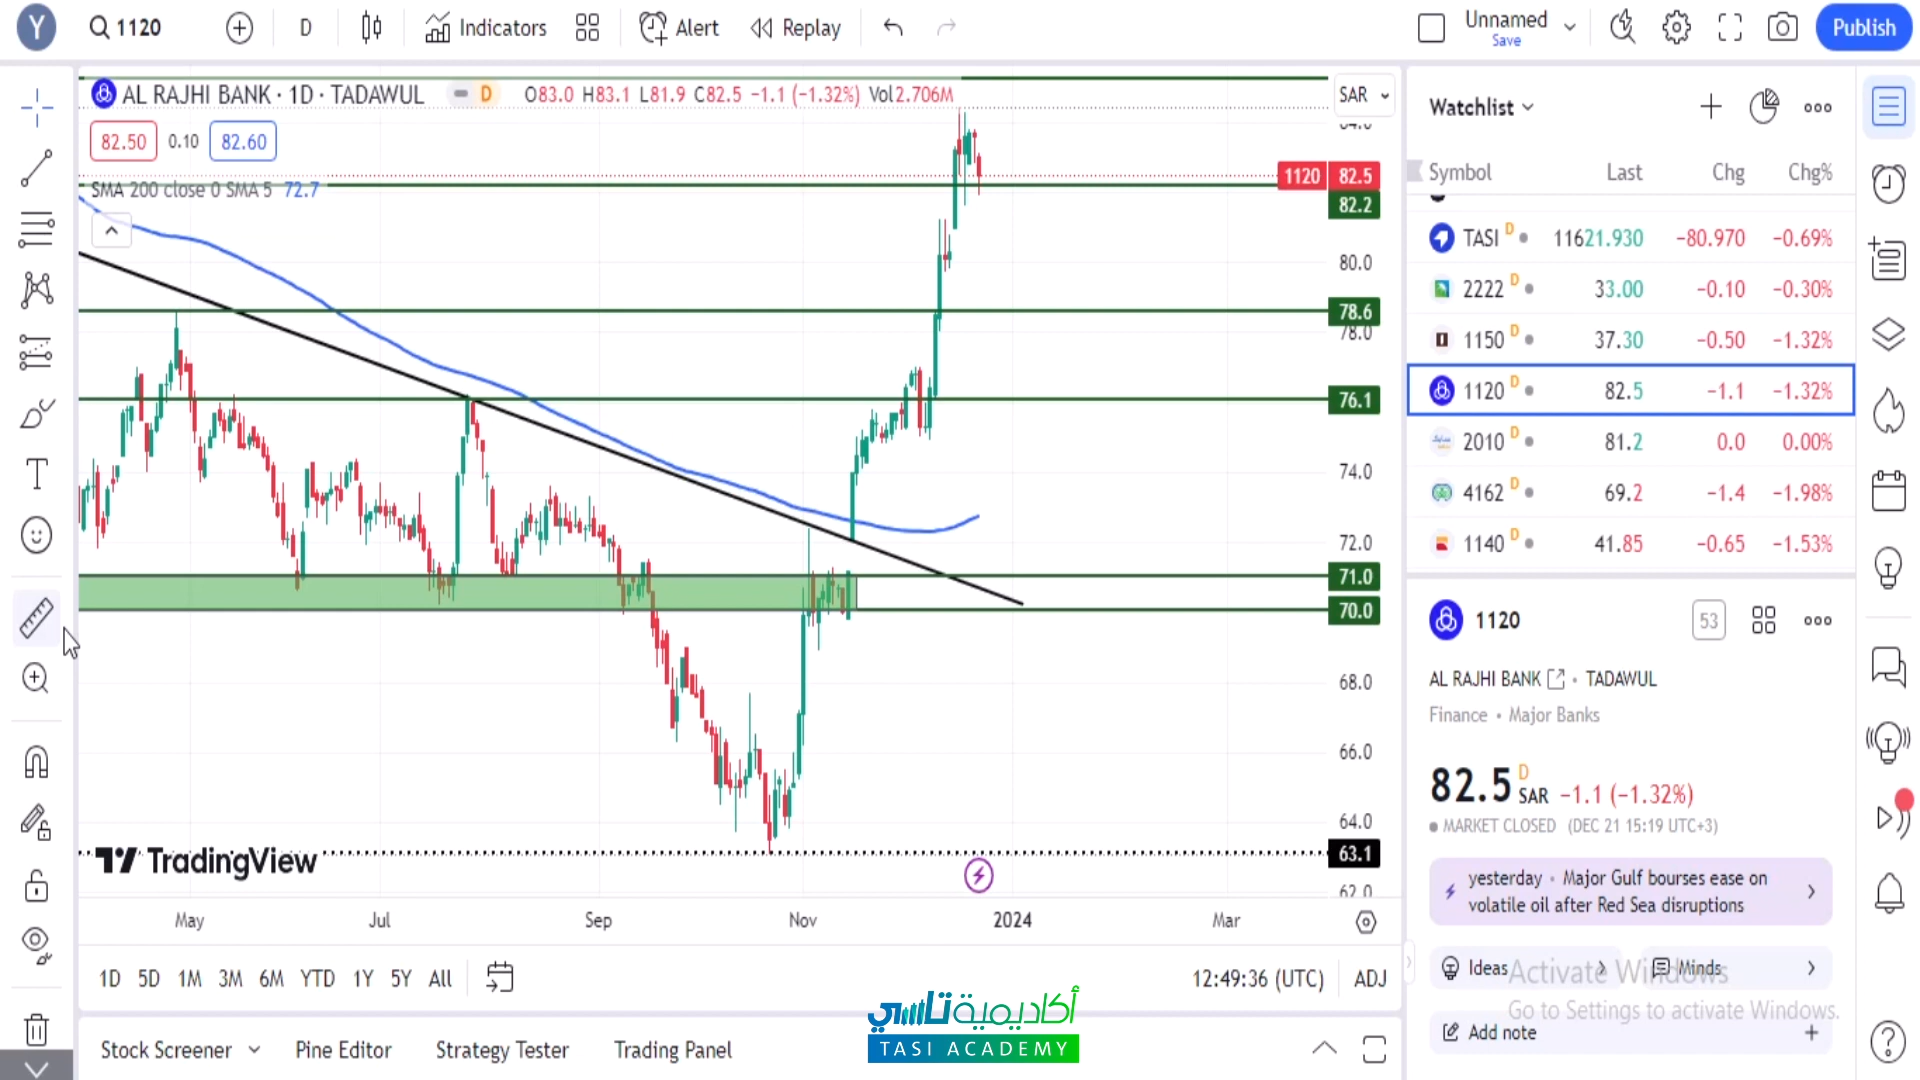 Y
1120
D
Indicators
Alert
Replay
Unnamed
Save
Publish
AL RAJHI BANK · 1D · TADAWUL
D
O83.0 H83.1 L81.9 C82.5 −1.1 (−1.32%) Vol2.706M
SAR
82.50
0.10
82.60
SMA 200 close 0 SMA 5 72.7
84.0
1120 82.5
82.2
80.0
78.6
78.0
76.1
74.0
72.0
71.0
70.0
68.0
66.0
64.0
63.1
62.0
TradingView
May
Jul
Sep
Nov
2024
Mar
1D 5D 1M 3M 6M YTD 1Y 5Y All
12:49:36 (UTC)
ADJ
Stock Screener
Pine Editor
Strategy Tester
Trading Panel
أكاديمية تاسي
TASI ACADEMY
Watchlist
Symbol Last Chg Chg%
TASI D 11621.930 −80.970 −0.69%
2222 D 33.00 −0.10 −0.30%
1150 D 37.30 −0.50 −1.32%
1120 D 82.5 −1.1 −1.32%
2010 D 81.2 0.0 0.00%
4162 D 69.2 −1.4 −1.98%
1140 D 41.85 −0.65 −1.53%
1120
53
AL RAJHI BANK • TADAWUL
Finance • Major Banks
82.5 D SAR −1.1 (−1.32%)
MARKET CLOSED (DEC 21 15:19 UTC+3)
yesterday • Major Gulf bourses ease on
volatile oil after Red Sea disruptions
Ideas
Minds
Activate Windows
Go to Settings to activate Windows.
Add note